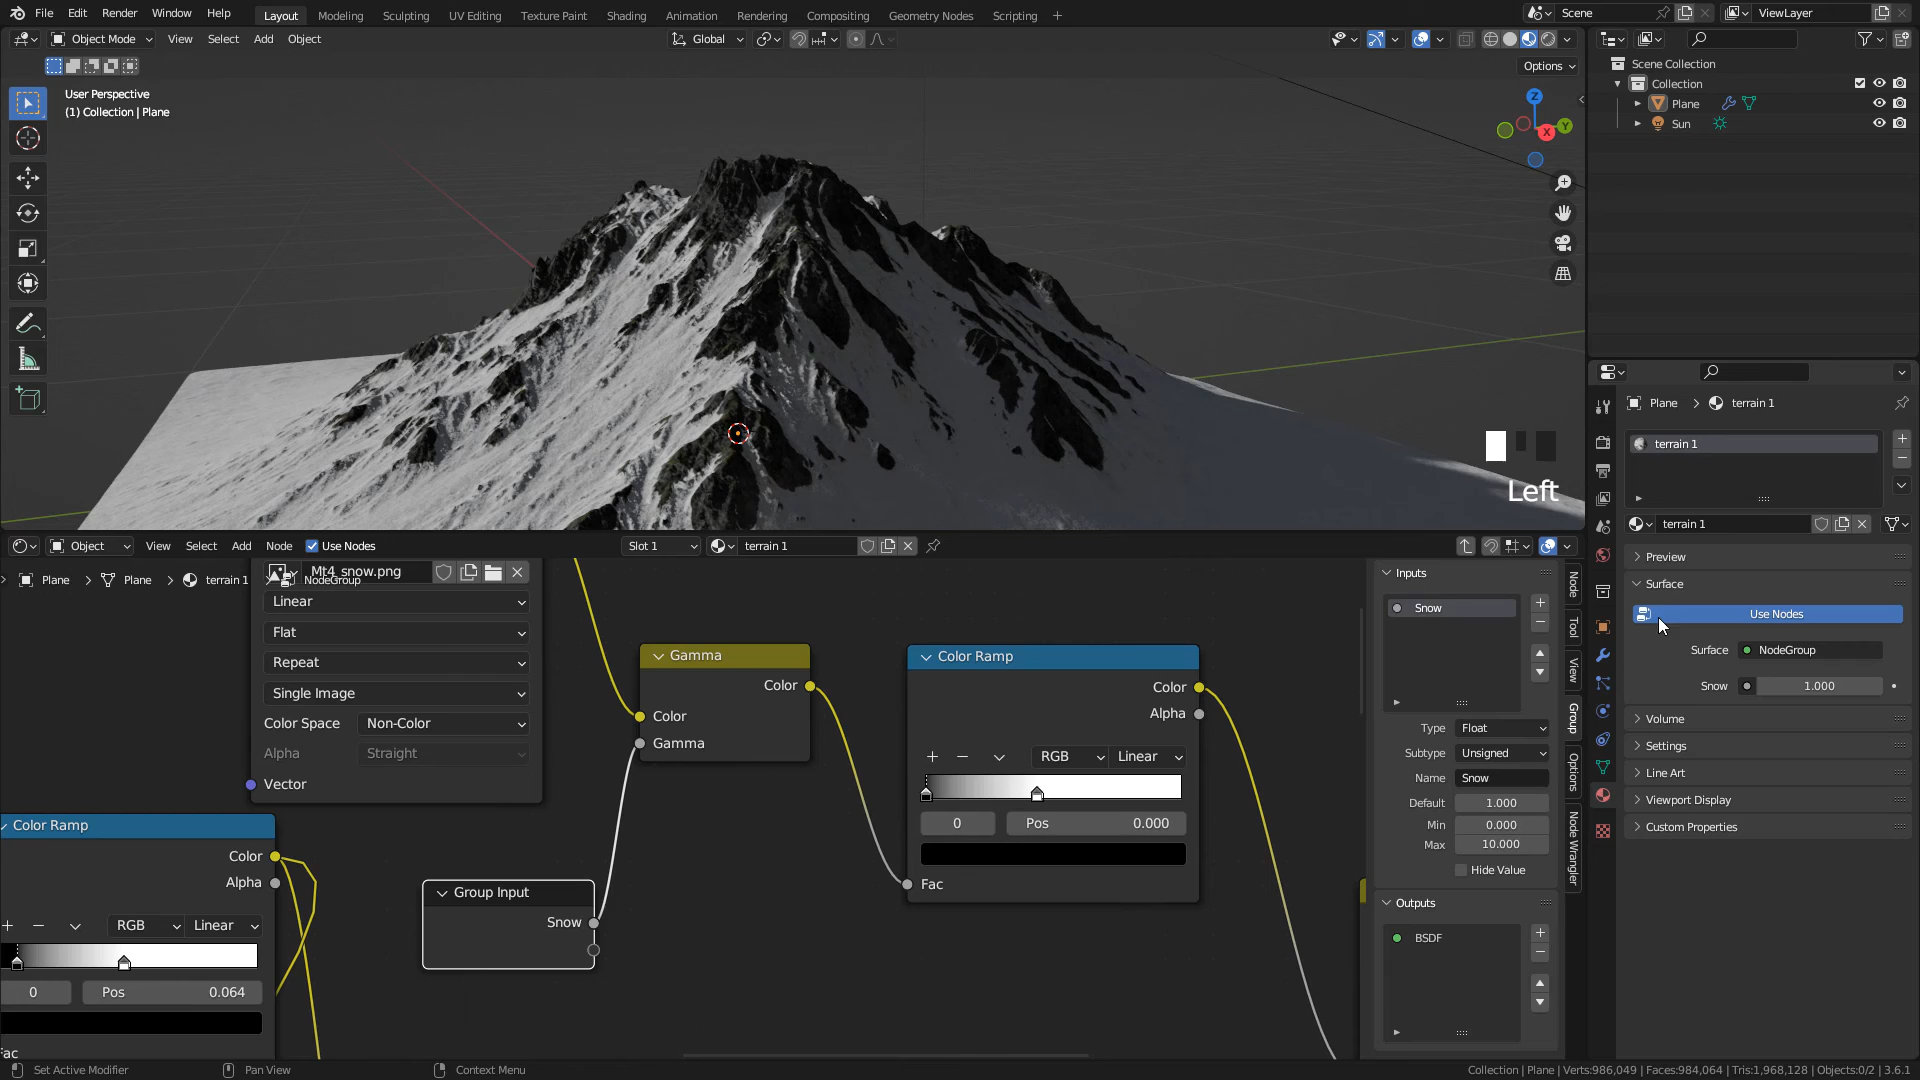 File Edit Render Window Help
Layout Modeling Sculpting UV Editing Texture Paint Shading Animation Rendering Compositing Geometry Nodes Scripting +
Scene
ViewLayer
Object Mode View Select Add Object
Global
Options
User Perspective
(1) Collection | Plane
Z
Y
X
Left
Scene Collection
Collection
Plane
Sun
Plane > terrain 1
terrain 1
terrain 1
Preview
Surface
Use Nodes
Surface NodeGroup
Snow 1.000
Volume
Settings
Line Art
Viewport Display
Custom Properties
Object View Select Add Node Use Nodes
Slot 1
terrain 1
Plane > Plane > terrain 1 NodeGroup
Mt4_snow.png
Linear
Flat
Repeat
Single Image
Color Space Non-Color
Alpha Straight
Vector
Gamma
Color
Color
Gamma
Color Ramp
Color
Alpha
RGB Linear
0 Pos 0.000
Fac
Group Input
Snow
Color Ramp
Color
Alpha
RGB Linear
0 Pos 0.064
Fac
Inputs
Snow
Type Float
Subtype Unsigned
Name Snow
Default 1.000
Min 0.000
Max 10.000
Hide Value
Outputs
BSDF
Node
Tool
View
Group
Options
Node Wrangler
Set Active Modifier Pan View Context Menu
Collection | Plane | Verts:986,049 | Faces:984,064 | Tris:1,968,128 | Objects:0/2 | 3.6.1